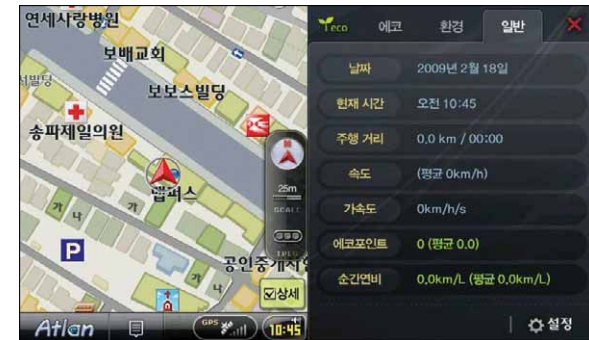 연세사랑병원
보배교회
보보스빌딩
송파제일의원
맵퍼스
가
나
가
P
가
나
공인중개사
25m
SCALE
TPEG
상세
Atlan
GPS
10:45
eco 에코 환경 일반
날짜 2009년 2월 18일
현재 시간 오전 10:45
주행 거리 0.0 km / 00:00
속도 (평균 0km/h)
가속도 0km/h/s
에코포인트 0 (평균 0.0)
순간연비 0.0km/L (평균 0.0km/L)
설정